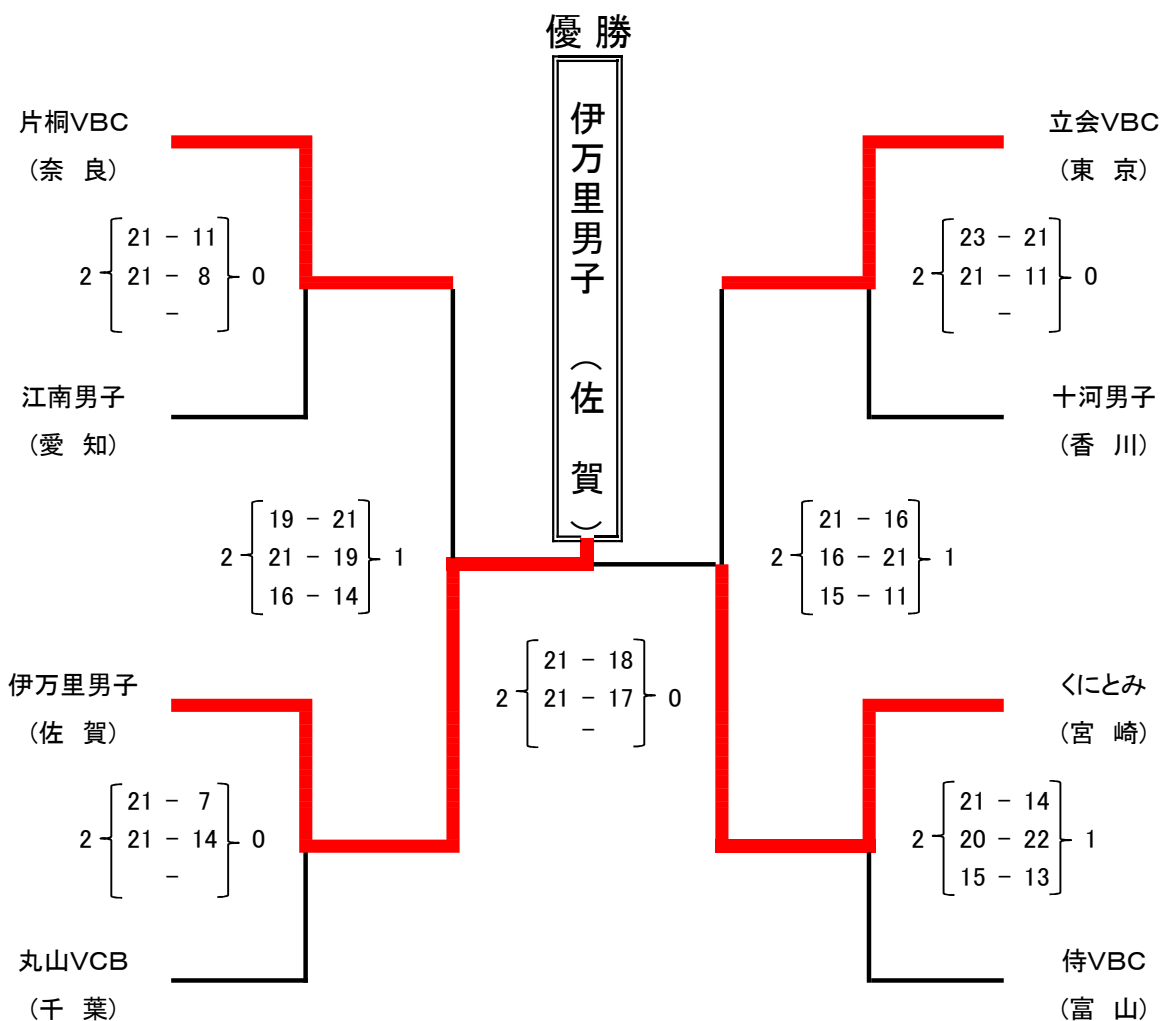 優 勝
伊万里男子 （佐 賀）
片桐VBC
（奈 良）
21 － 11
2 21 － 8 0
－
江南男子
（愛 知）
立会VBC
（東 京）
23 － 21
2 21 － 11 0
－
十河男子
（香 川）
19 － 21
2 21 － 19 1
16 － 14
21 － 16
2 16 － 21 1
15 － 11
21 － 18
2 21 － 17 0
－
伊万里男子
（佐 賀）
21 － 7
2 21 － 14 0
－
丸山VCB
（千 葉）
くにとみ
（宮 崎）
21 － 14
2 20 － 22 1
15 － 13
侍VBC
（富 山）